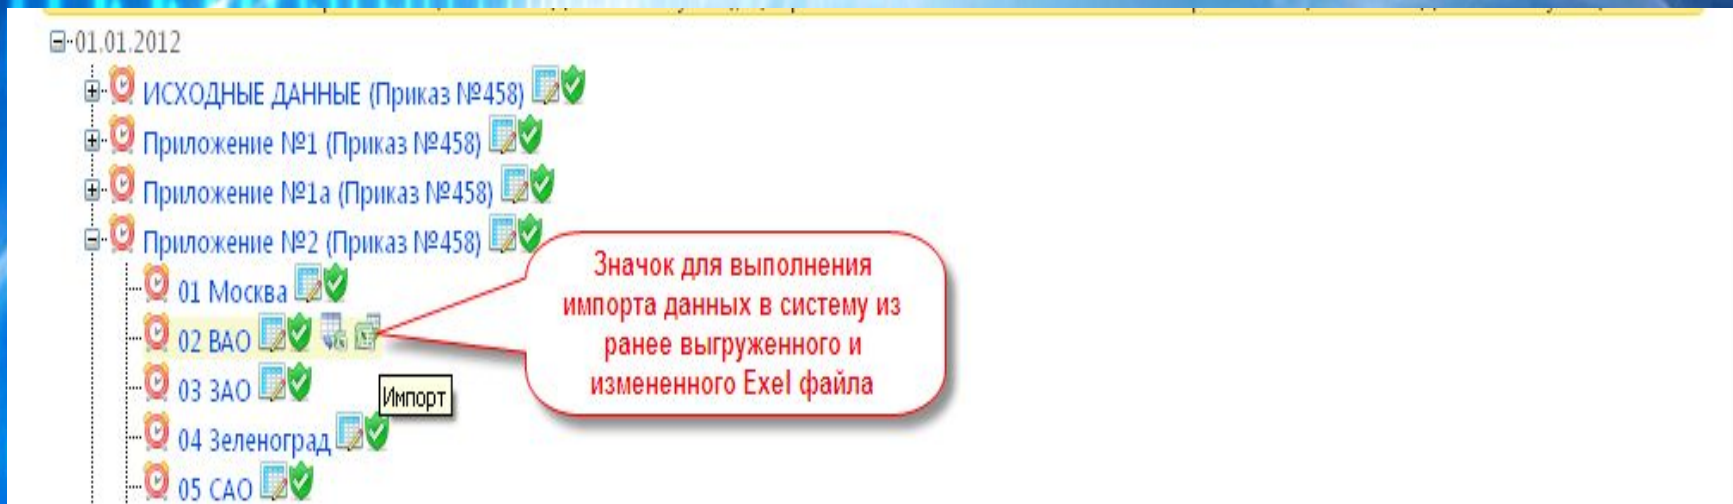 01.01.2012
ИСХОДНЫЕ ДАННЫЕ (Приказ №458)
Приложение №1 (Приказ №458)
Приложение №1а (Приказ №458)
Приложение №2 (Приказ №458)
01 Москва
02 ВАО
03 ЗАО
04 Зеленоград
05 САО
Значок для выполнения
импорта данных в систему из
ранее выгруженного и
измененного Exel файла
Импорт